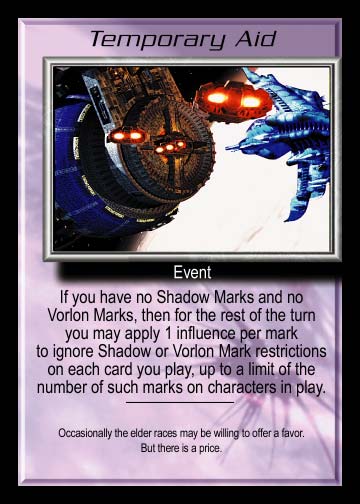 Temporary Aid
Event
If you have no Shadow Marks and no
Vorlon Marks, then for the rest of the turn
you may apply 1 influence per mark
to ignore Shadow or Vorlon Mark restrictions
on each card you play, up to a limit of the
number of such marks on characters in play.
Occasionally the elder races may be willing to offer a favor.
But there is a price.